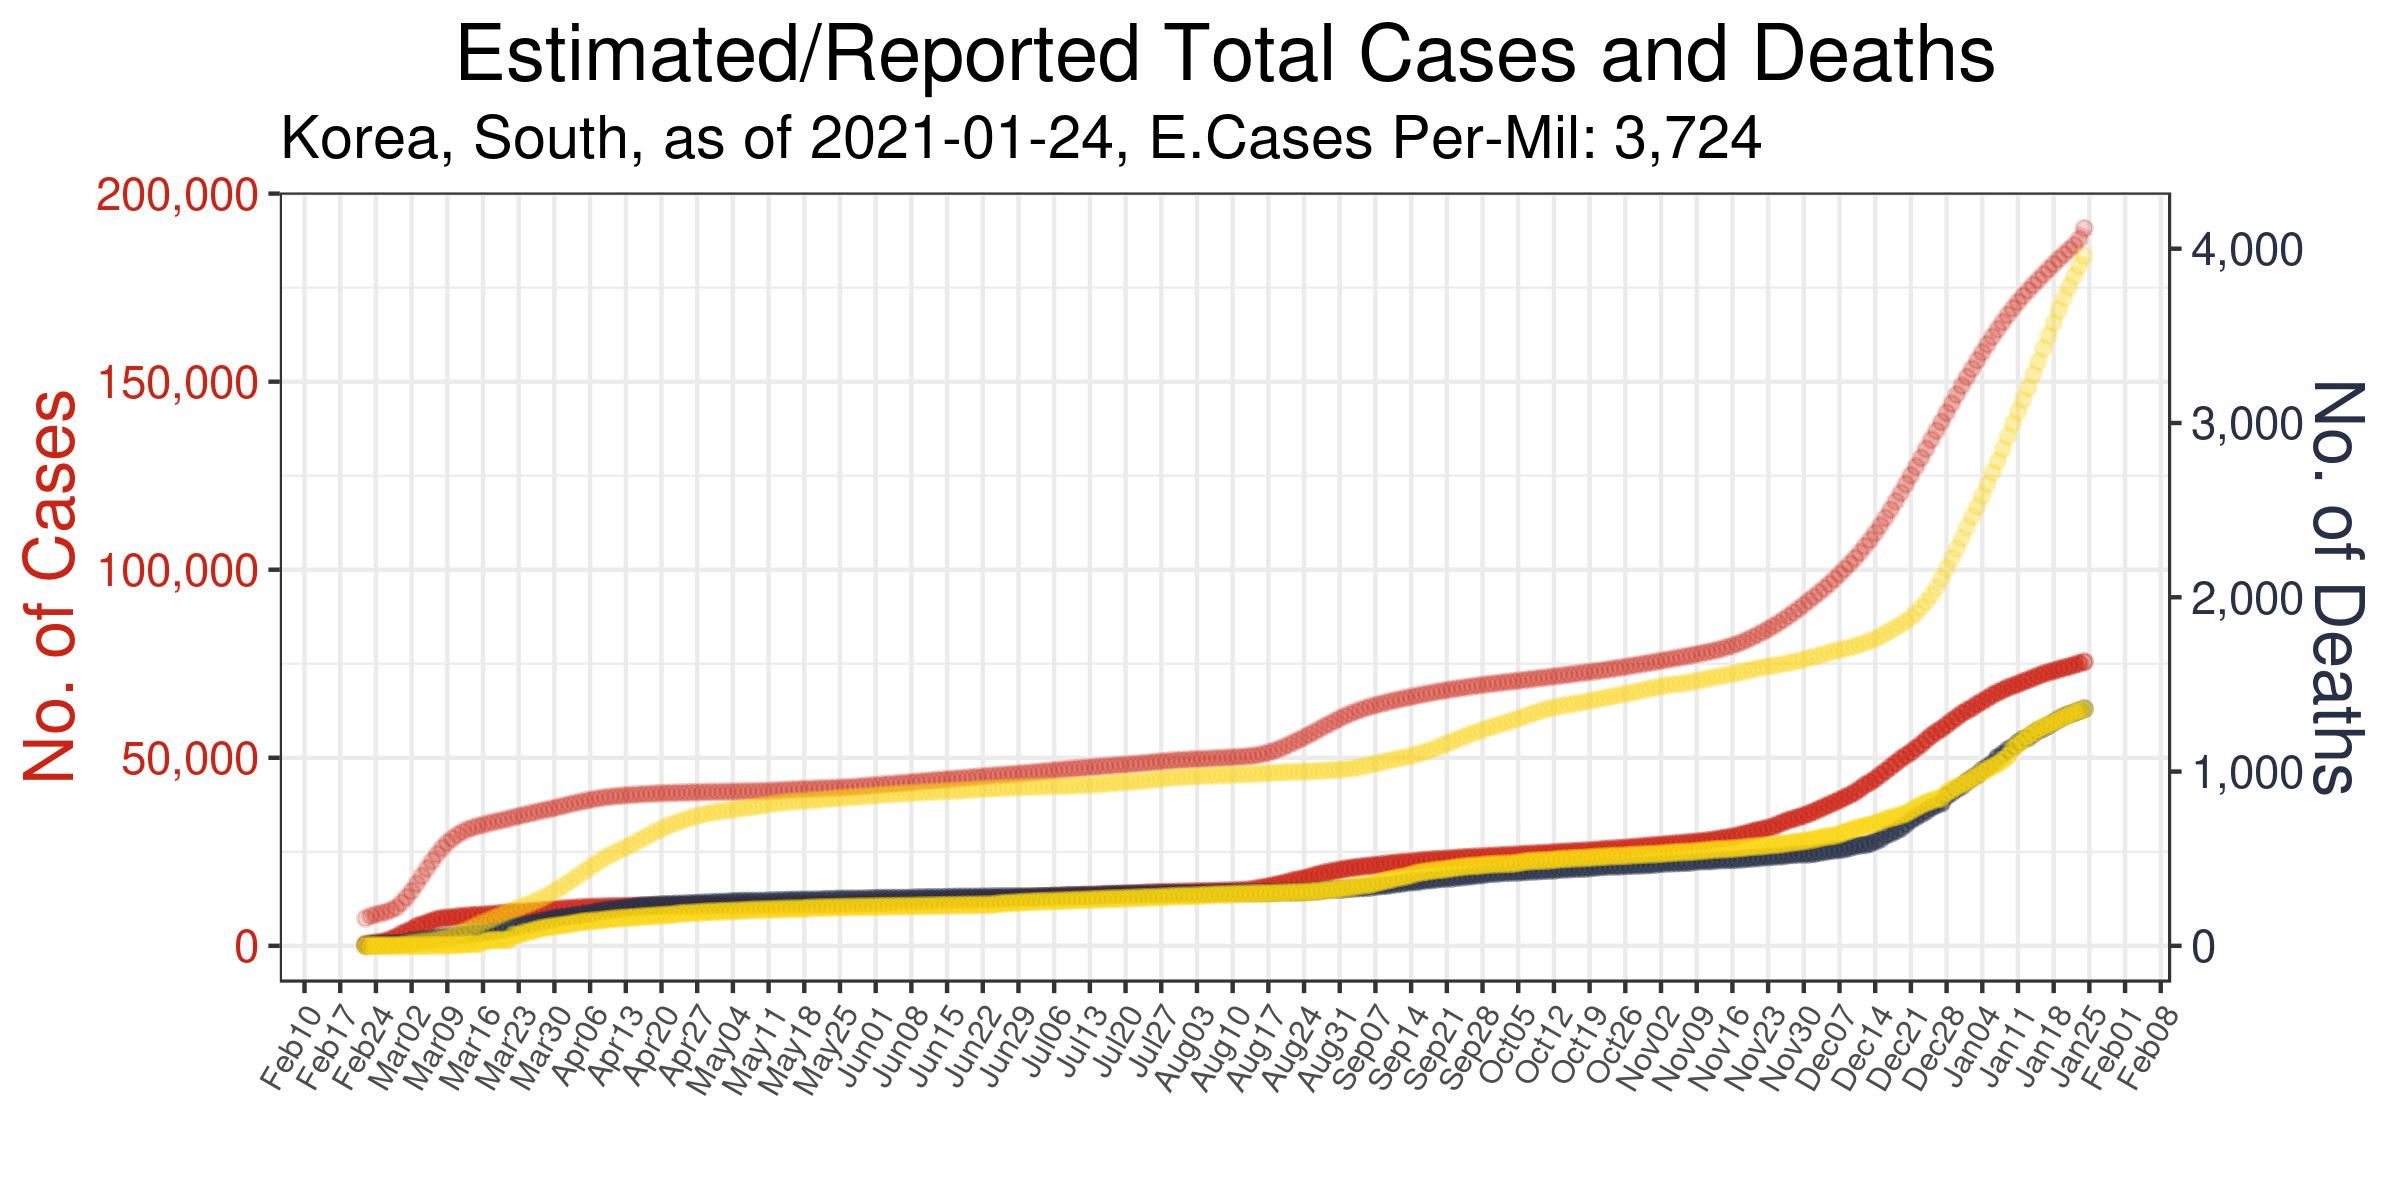 Estimated/Reported Total Cases and Deaths
Korea, South, as of 2021-01-24, E.Cases Per-Mil: 3,724
No. of Cases
200,000
150,000
100,000
50,000
0
4,000
3,000
2,000
1,000
0
No. of Deaths
Feb10
Feb17
Feb24
Mar02
Mar09
Mar16
Mar23
Mar30
Apr06
Apr13
Apr20
Apr27
May04
May11
May18
May25
Jun01
Jun08
Jun15
Jun22
Jun29
Jul06
Jul13
Jul20
Jul27
Aug03
Aug10
Aug17
Aug24
Aug31
Sep07
Sep14
Sep21
Sep28
Oct05
Oct12
Oct19
Oct26
Nov02
Nov09
Nov16
Nov23
Nov30
Dec07
Dec14
Dec21
Dec28
Jan04
Jan11
Jan18
Jan25
Feb01
Feb08